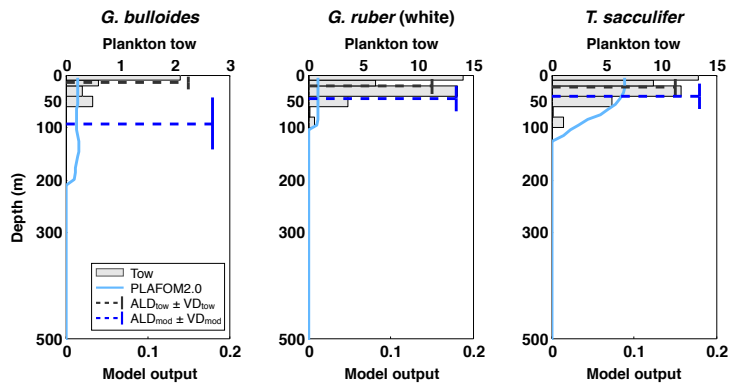 G. bulloides
G. ruber (white)
T. sacculifer
Plankton tow
Plankton tow
Plankton tow
0 1 2 3
0 5 10 15
0 5 10 15
0
50
100
200
300
500
0
50
100
200
300
500
0
50
100
200
300
500
Depth (m)
Tow
PLAFOM2.0
ALDtow ± VDtow
ALDmod ± VDmod
0 0.1 0.2
0 0.1 0.2
0 0.1 0.2
Model output
Model output
Model output